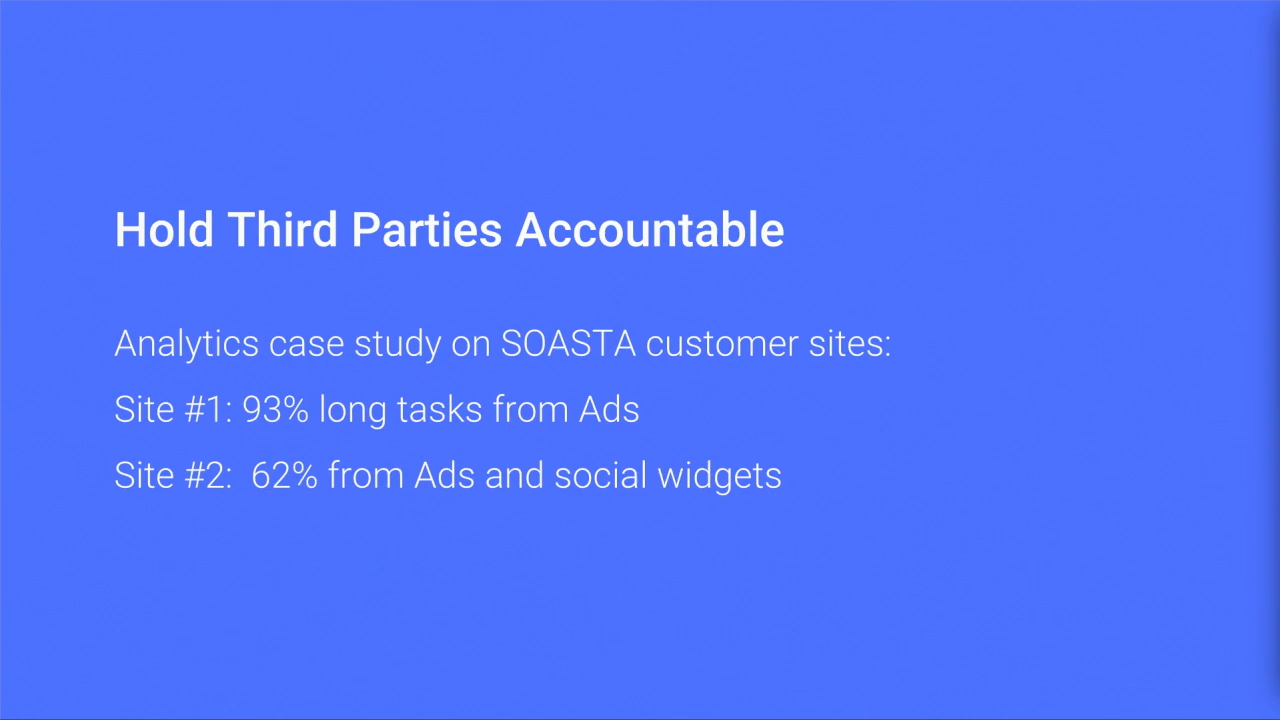 Hold Third Parties Accountable
Analytics case study on SOASTA customer sites:
Site #1: 93% long tasks from Ads
Site #2:  62% from Ads and social widgets